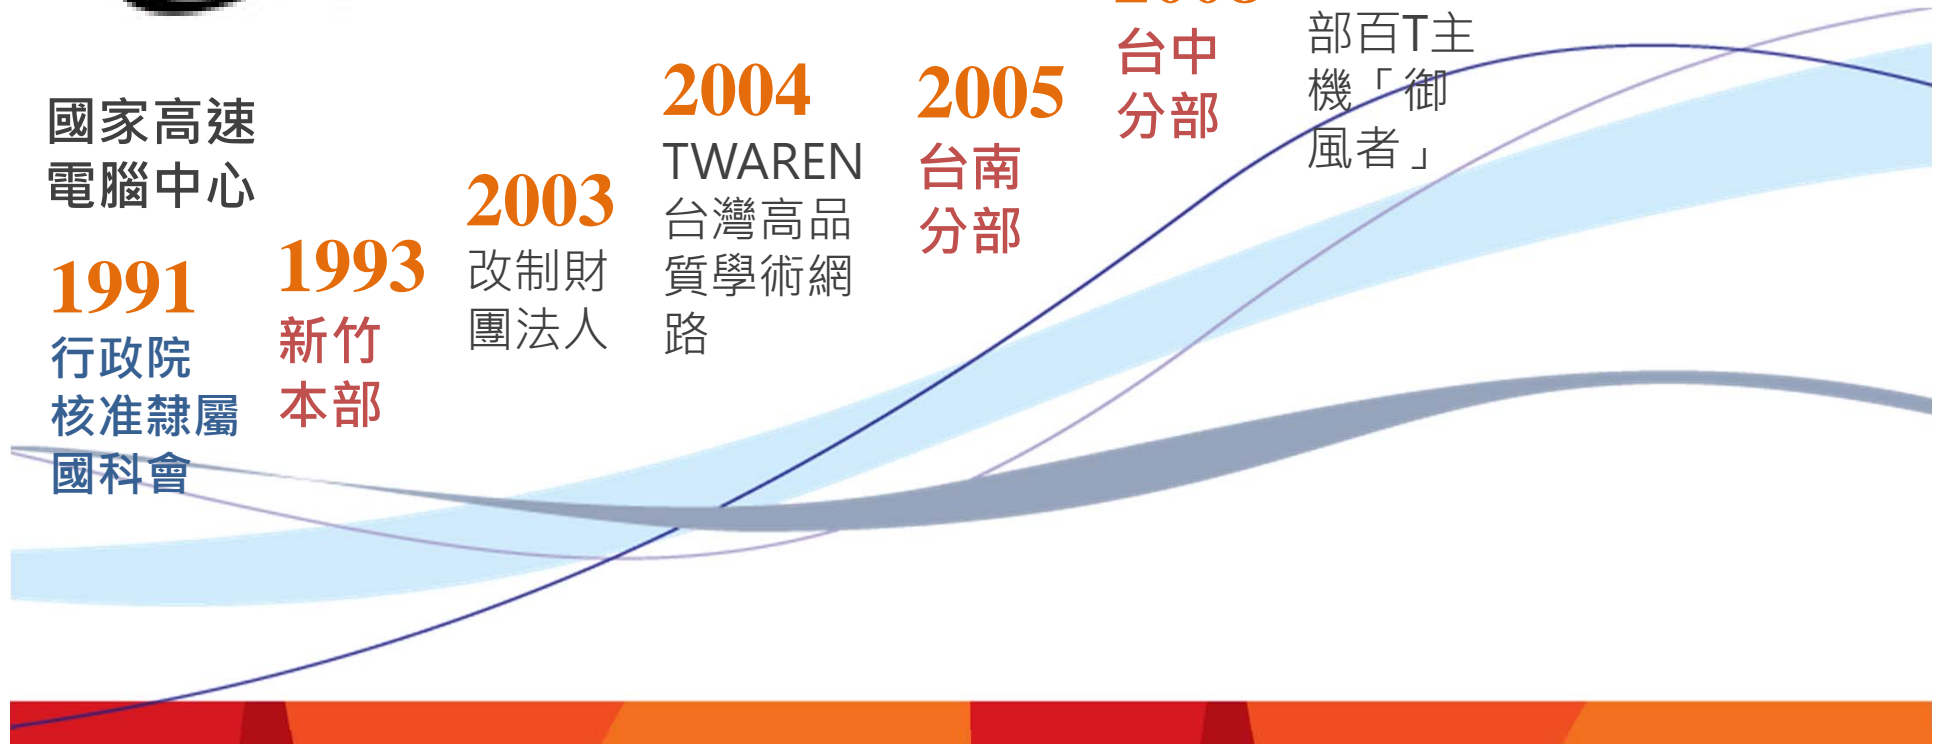 國家高速
電腦中心
1991
行政院
核准隸屬
國科會
1993
新竹
本部
2003
改制財
團法人
2004
TWAREN
台灣高品
質學術網
路
2005
台南
分部
台中
分部
部百T主
機「御
風者」